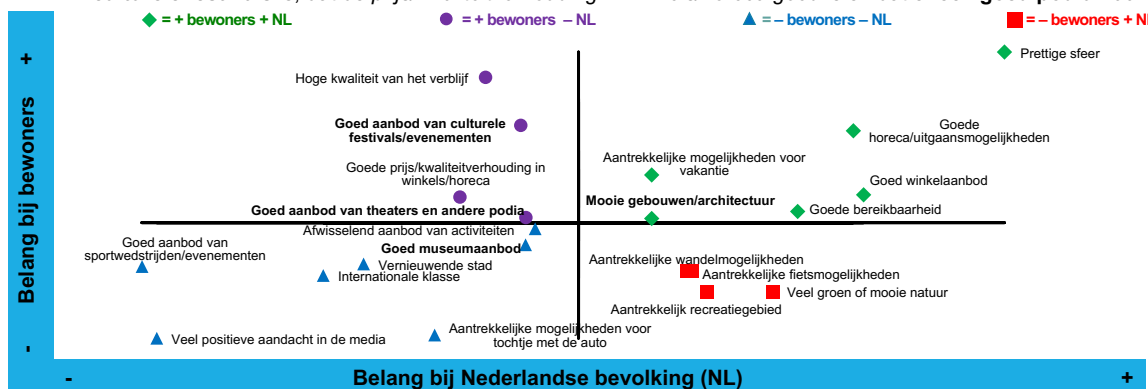 = + bewoners + NL
= + bewoners – NL
= – bewoners – NL
= – bewoners + NL
+
Prettige sfeer
Hoge kwaliteit van het verblijf
Goed aanbod van culturele
festivals/evenementen
Goede
horeca/uitgaansmogelijkheden
Goede prijs/kwaliteitverhouding in
winkels/horeca
Aantrekkelijke mogelijkheden voor
vakantie
Goed winkelaanbod
Mooie gebouwen/architectuur
Goed aanbod van theaters en andere podia
Goede bereikbaarheid
Afwisselend aanbod van activiteiten
Goed museumaanbod
Goed aanbod van
sportwedstrijden/evenementen
Vernieuwende stad
Internationale klasse
Aantrekkelijke wandelmogelijkheden
Aantrekkelijke fietsmogelijkheden
Veel groen of mooie natuur
Aantrekkelijk recreatiegebied
Veel positieve aandacht in de media
Aantrekkelijke mogelijkheden voor
tochtje met de auto
Belang bij bewoners
-
-
Belang bij Nederlandse bevolking (NL)
+